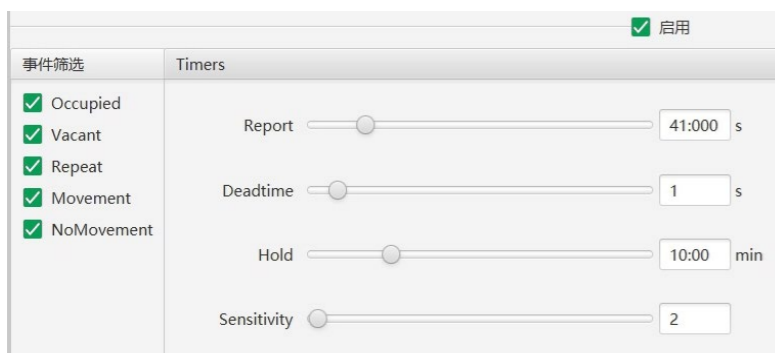 启用
事件筛选
Timers
Occupied
Vacant
Repeat
Movement
NoMovement
Report 41:000 s
Deadtime 1 s
Hold 10:00 min
Sensitivity 2